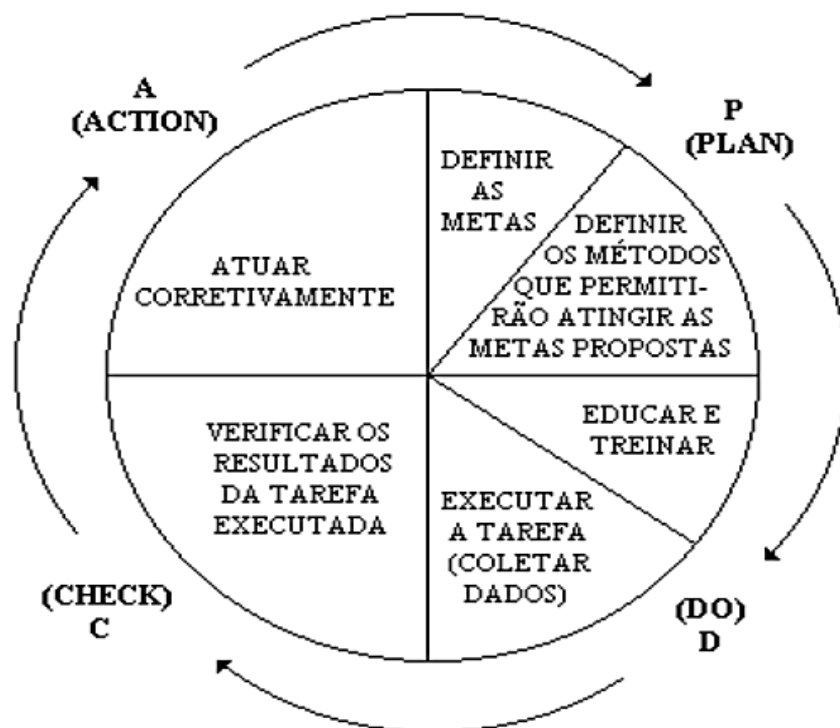 A
(ACTION)
P
(PLAN)
DEFINIR
AS
METAS
DEFINIR
OS MÉTODOS
QUE PERMITI-
RÃO ATINGIR AS
METAS PROPOSTAS
ATUAR
CORRETIVAMENTE
EDUCAR E
TREINAR
VERIFICAR OS
RESULTADOS
DA TAREFA
EXECUTADA
EXECUTAR
A TAREFA
(COLETAR
DADOS)
(CHECK)
C
(DO)
D